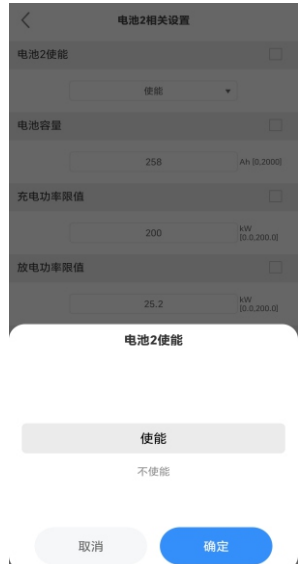 电池2相关设置
电池2使能
使能
电池容量
258 Ah [0,2000]
充电功率限值
200 kW
[0.0,200.0]
放电功率限值
25.2 kW
[0.0,200.0]
电池2使能
使能
不使能
取消 确定